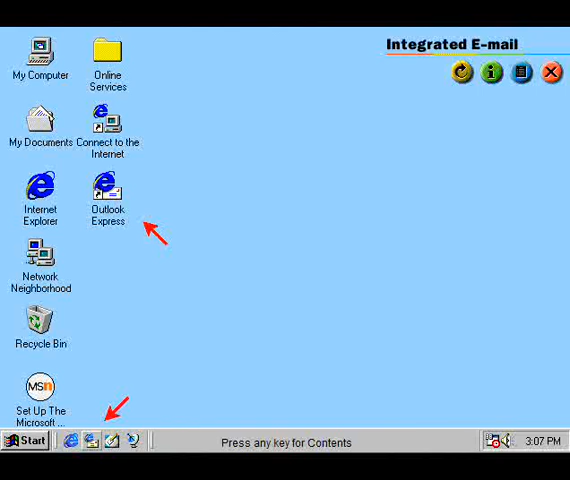 Integrated E-mail
My Computer
Online
Services
My Documents
Connect to the
Internet
Internet
Explorer
Outlook
Express
Network
Neighborhood
Recycle Bin
msn
Set Up The
Microsoft ...
Start
Press any key for Contents
3:07 PM